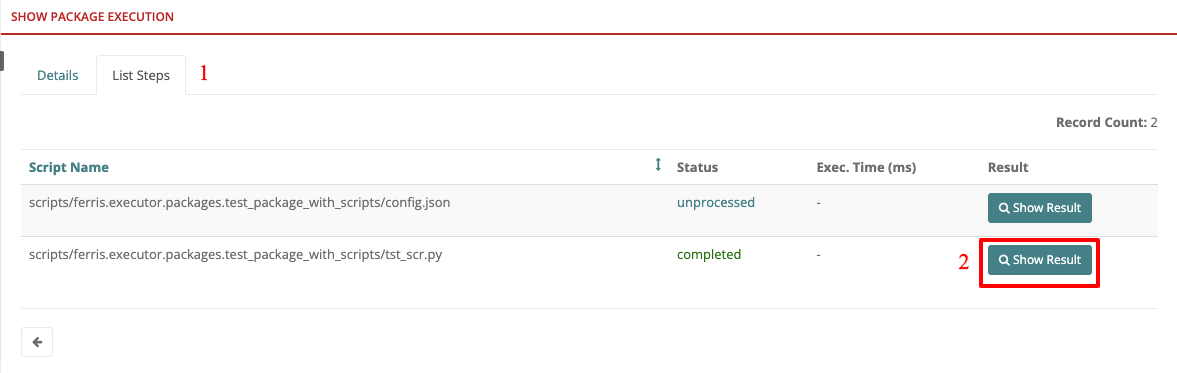 SHOW PACKAGE EXECUTION
Details List Steps 1
Record Count: 2
Script Name Status Exec. Time (ms) Result
scripts/ferris.executor.packages.test_package_with_scripts/config.json unprocessed - Show Result
scripts/ferris.executor.packages.test_package_with_scripts/tst_scr.py completed - 2 Show Result